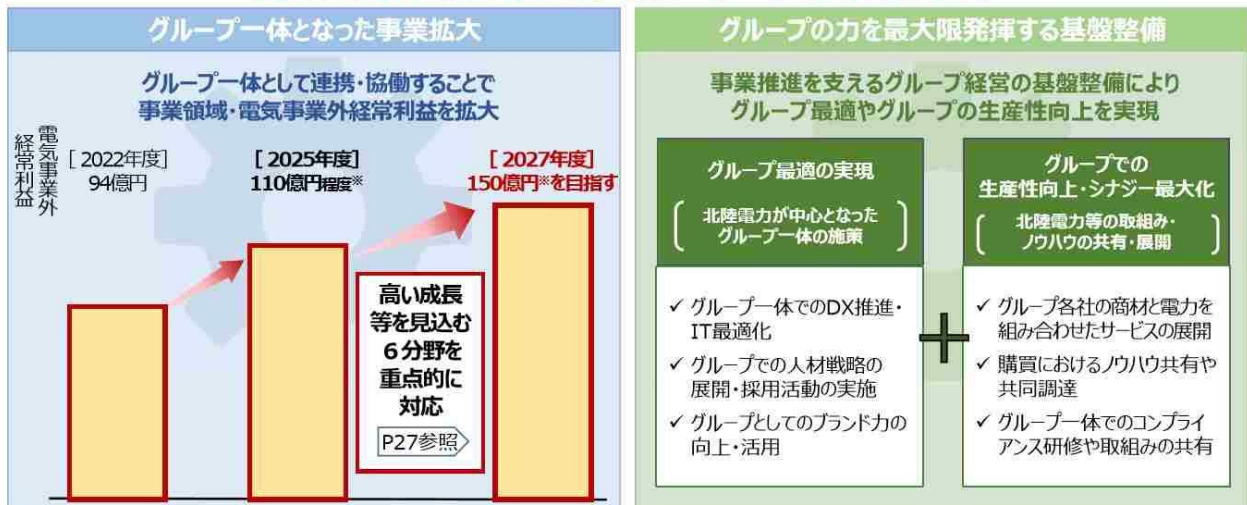 グループ一体となった事業拡大
グループ一体として連携・協働することで
事業領域・電気事業外経常利益を拡大
電気事業外
経常利益
[ 2022年度]
94億円
[ 2025年度]
110億円程度※
[ 2027年度]
150億円※を目指す
高い成長
等を見込む
6分野を
重点的に
対応
P27参照
グループの力を最大限発揮する基盤整備
事業推進を支えるグループ経営の基盤整備により
グループ最適やグループの生産性向上を実現
グループ最適の実現
北陸電力が中心となった
グループ一体の施策
✓ グループ一体でのDX推進・
IT最適化
✓ グループでの人材戦略の
展開・採用活動の実施
✓ グループとしてのブランド力の
向上・活用
+
グループでの
生産性向上・シナジー最大化
北陸電力等の取組み・
ノウハウの共有・展開
✓ グループ各社の商材と電力を
組み合わせたサービスの展開
✓ 購買におけるノウハウ共有や
共同調達
✓ グループ一体でのコンプライ
アンス研修や取組みの共有